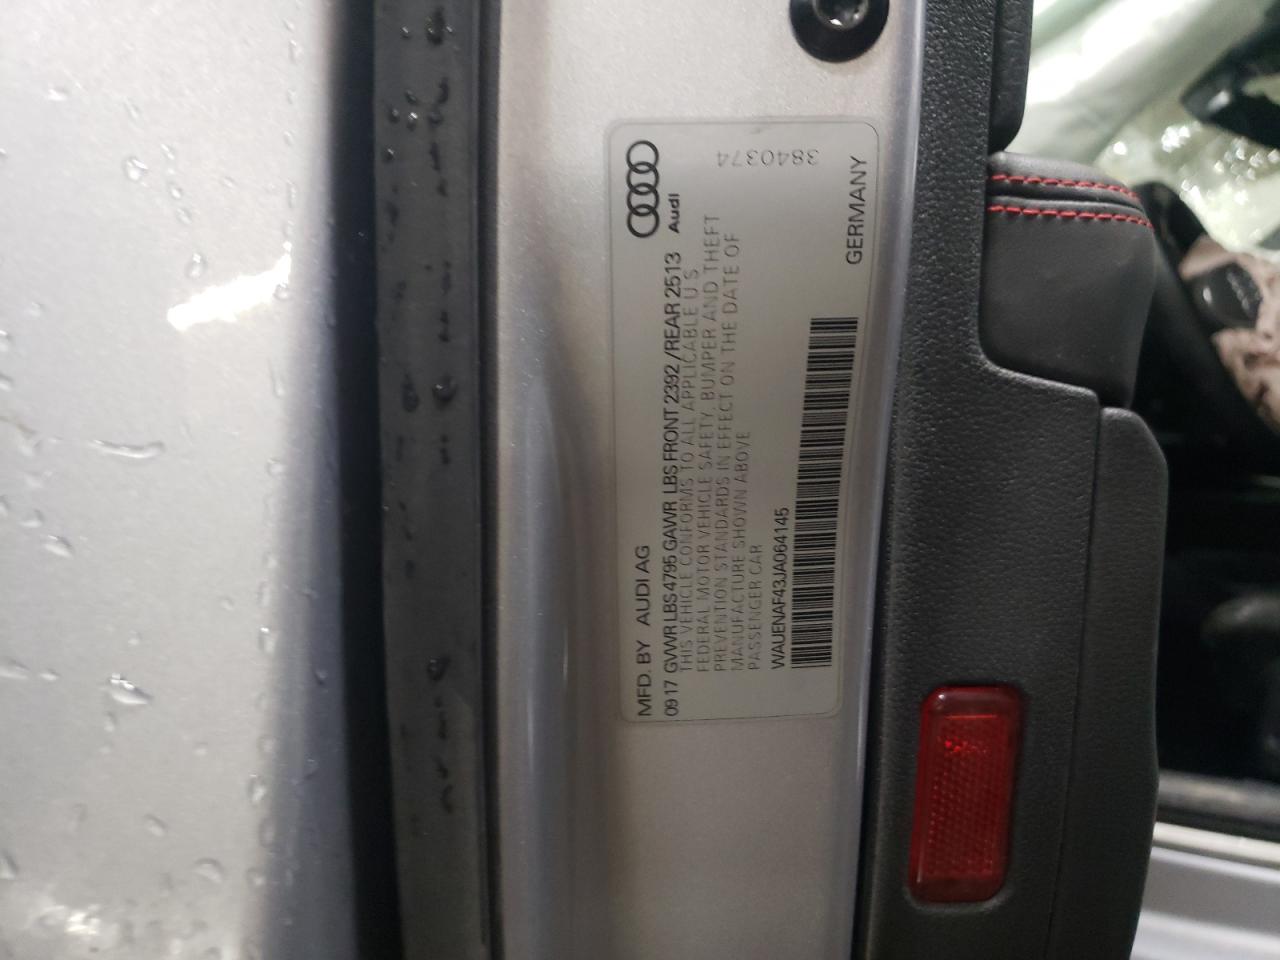 MFD. BY AUDI AG
Audi
0917 GVWR LBS 4795 GAWR LBS FRONT 2392 / REAR 2513
THIS VEHICLE CONFORMS TO ALL APPLICABLE U S
FEDERAL MOTOR VEHICLE SAFETY, BUMPER AND THEFT
PREVENTION STANDARDS IN EFFECT ON THE DATE OF
MANUFACTURE SHOWN ABOVE
PASSENGER CAR
WAUENAF43JA064145
GERMANY
3840374